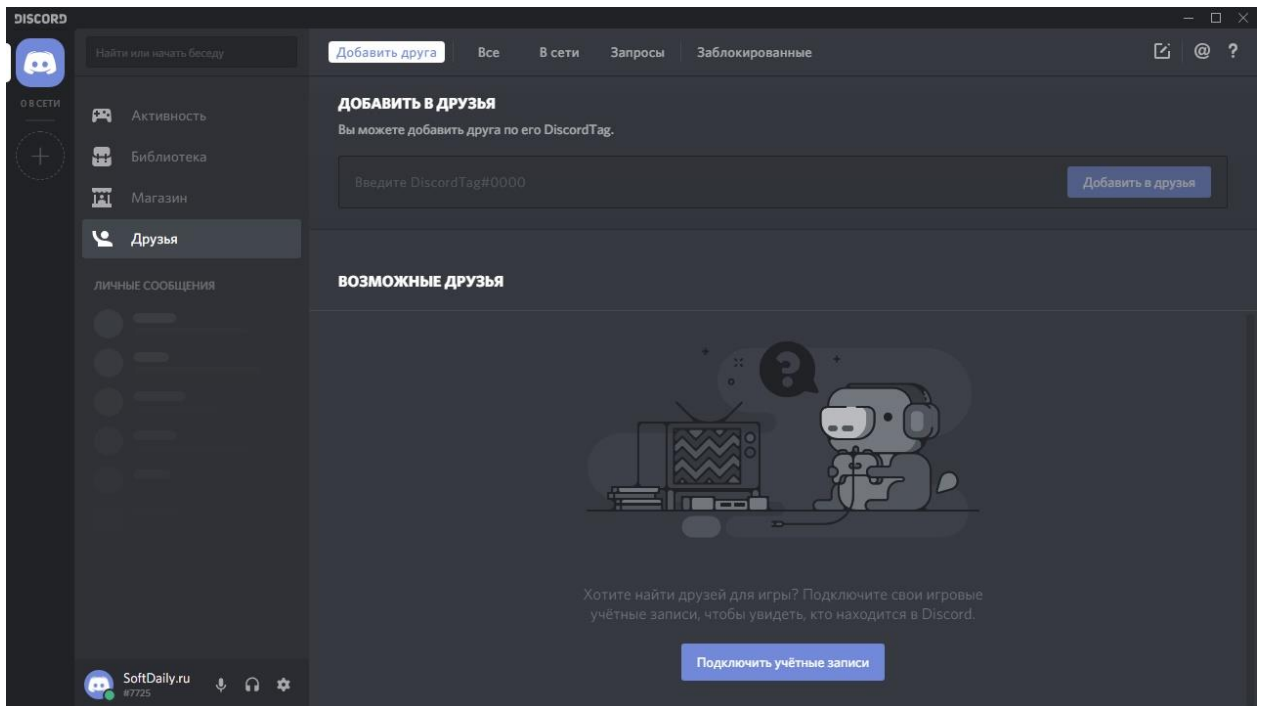 DISCORD
Найти или начать беседу
Добавить друга
Все
В сети
Запросы
Заблокированные
@
?
0 В СЕТИ
Активность
Библиотека
Магазин
Друзья
ЛИЧНЫЕ СООБЩЕНИЯ
ДОБАВИТЬ В ДРУЗЬЯ
Вы можете добавить друга по его DiscordTag.
Введите DiscordTag#0000
Добавить в друзья
ВОЗМОЖНЫЕ ДРУЗЬЯ
?
Хотите найти друзей для игры? Подключите свои игровые
учётные записи, чтобы увидеть, кто находится в Discord.
Подключить учётные записи
SoftDaily.ru
#7725